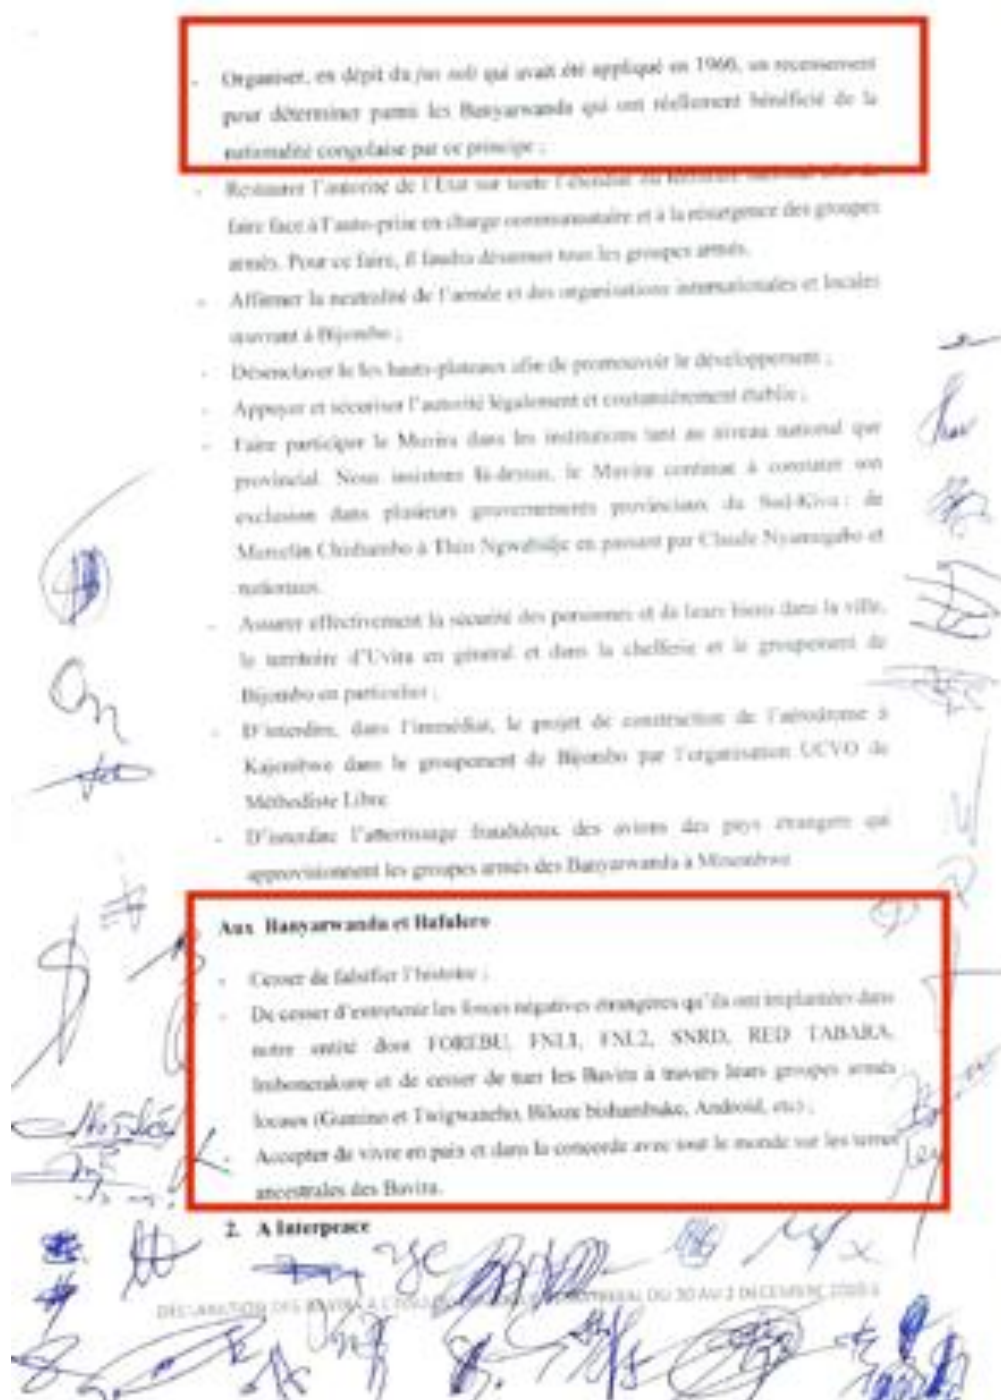 - Organiser, en dépit du jus soli qui avait été appliqué en 1960, un recensement
pour déterminer parmi les Banyarwanda qui ont réellement bénéficié de la
nationalité congolaise par ce principe ;
- Restaurer l'autorité de l'Etat sur toute l'étendue du territoire national afin de
faire face à l'auto-prise en charge communautaire et à la résurgence des groupes
armés. Pour ce faire, il faudra désarmer tous les groupes armés.
- Affirmer la neutralité de l'armée et des organisations internationales et locales
œuvrant à Bijombo ;
- Désenclaver le les hauts-plateaux afin de promouvoir le développement ;
- Appuyer et sécuriser l'autorité légalement et coutumièrement établie ;
- Faire participer le Muvira dans les institutions tant au niveau national que
provincial. Nous insistons là-dessus, le Muvira continue à constater son
exclusion dans plusieurs gouvernements provinciaux du Sud-Kivu : de
Marcelin Chishambo à Théo Ngwabidje en passant par Claude Nyamugabo et
nationaux.
- Assurer effectivement la sécurité des personnes et de leurs biens dans la ville,
le territoire d'Uvira en général et dans la chefferie et le groupement de
Bijombo en particulier ;
- D'interdire, dans l'immédiat, le projet de construction de l'aérodrome à
Kajembwe dans le groupement de Bijombo par l'organisation UCVO de
Méthodiste Libre
- D'interdire l'atterrissage frauduleux des avions des pays étrangers qui
approvisionnent les groupes armés des Banyarwanda à Minembwe
Aux Banyarwanda et Bafulero
- Cesser de falsifier l'histoire ;
- De cesser d'entretenir les forces négatives étrangères qu'ils ont implantées dans
notre entité dont FOREBU, FNL1, FNL2, SNRD, RED TABARA,
Imbonerakure et de cesser de tuer les Bavira à travers leurs groupes armés
locaux (Gumino et Twigwaneho, Biloze bishambuke, Android, etc) ;
- Accepter de vivre en paix et dans la concorde avec tout le monde sur les terres
ancestrales des Bavira.
2. A Interpeace
DECLARATION DES BAVIRA A DU 30 AU 2 DECEMBRE 2020